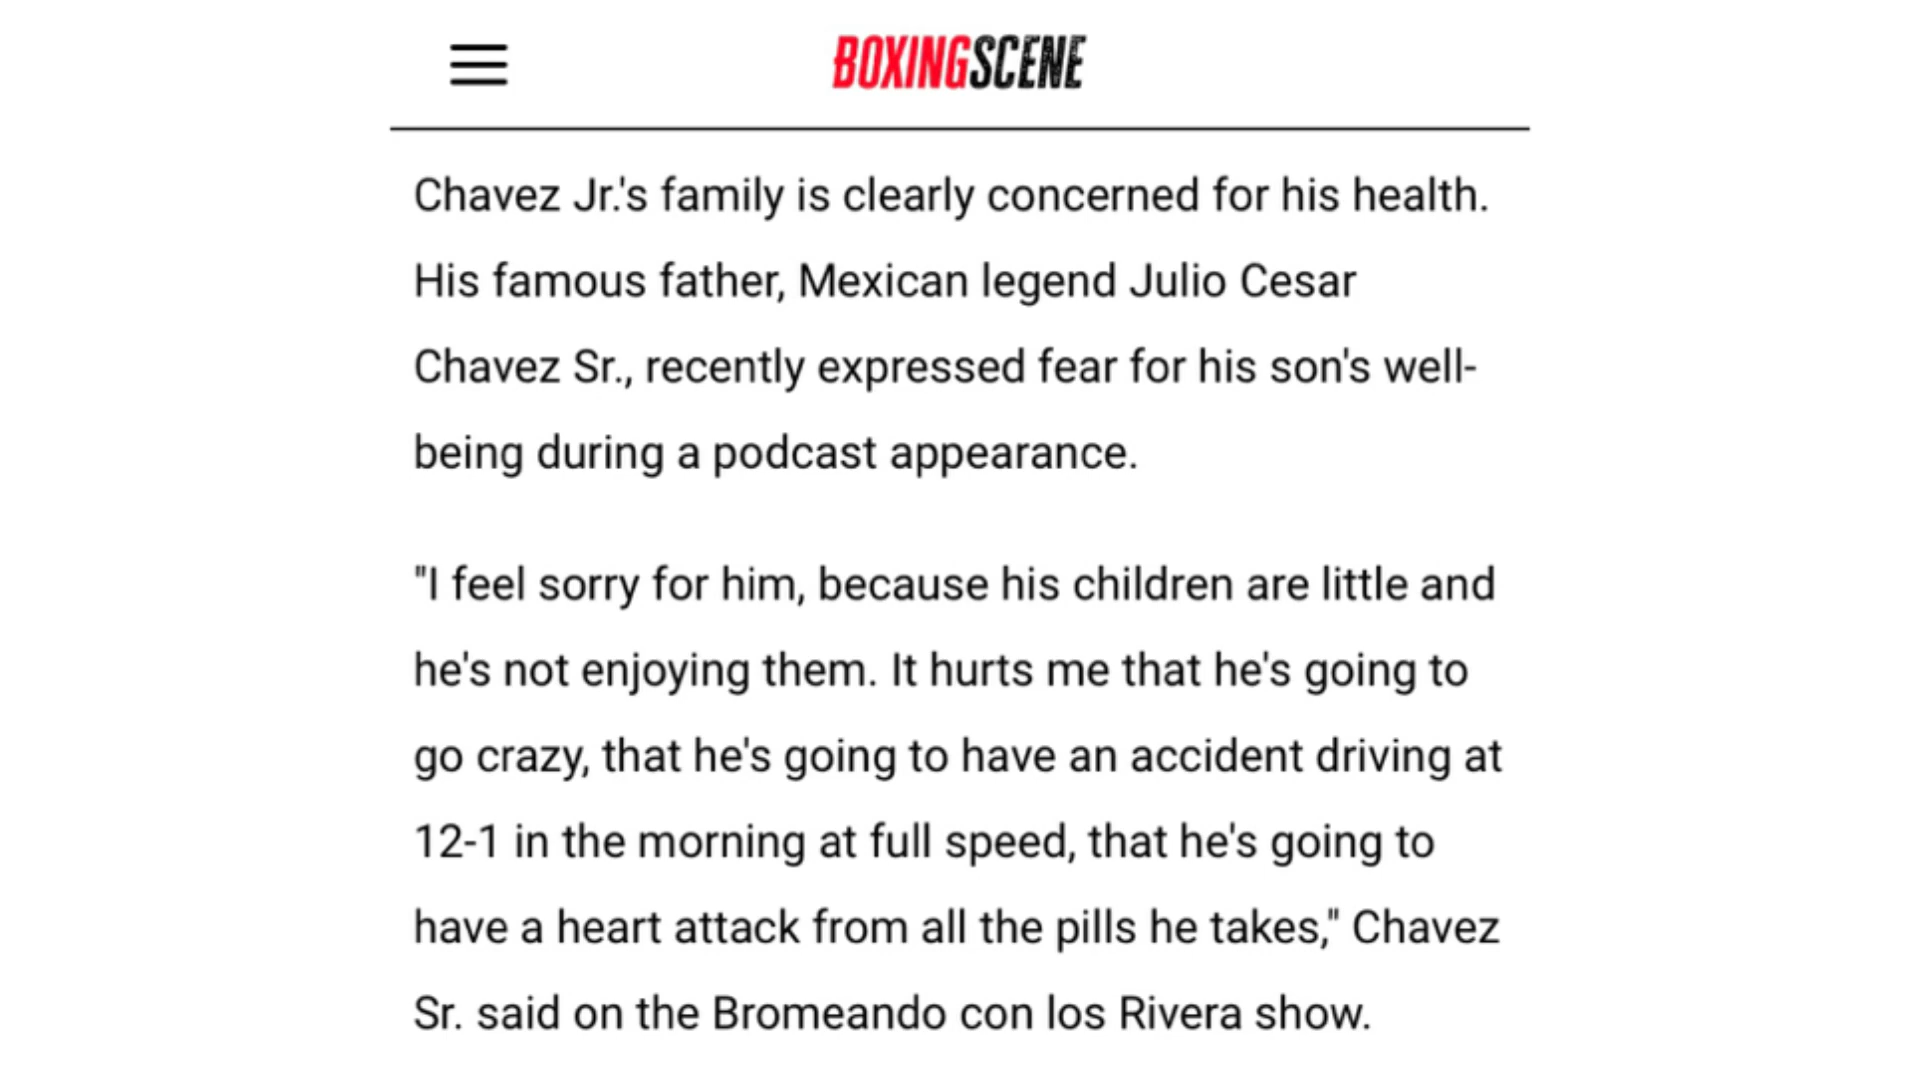 BOXINGSCENE
Chavez Jr.'s family is clearly concerned for his health.
His famous father, Mexican legend Julio Cesar
Chavez Sr., recently expressed fear for his son's well-
being during a podcast appearance.
"I feel sorry for him, because his children are little and
he's not enjoying them. It hurts me that he's going to
go crazy, that he's going to have an accident driving at
12-1 in the morning at full speed, that he's going to
have a heart attack from all the pills he takes," Chavez
Sr. said on the Bromeando con los Rivera show.